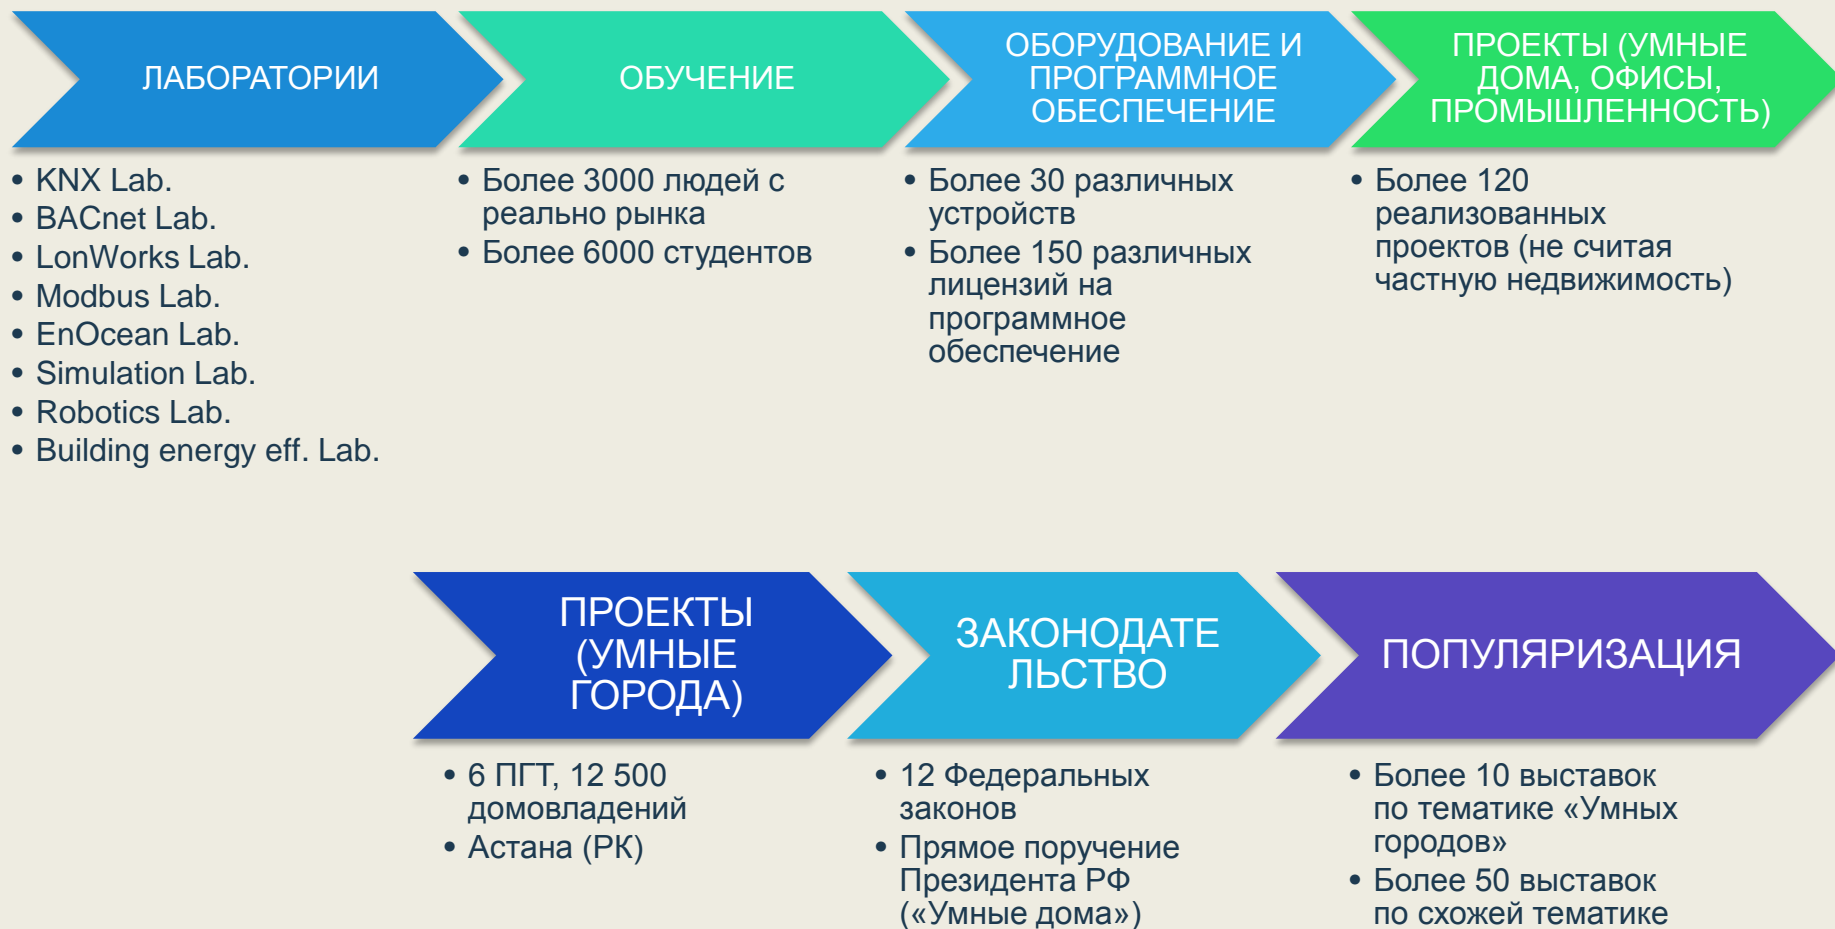 ЛАБОРАТОРИИ
• KNX Lab.
• BACnet Lab.
• LonWorks Lab.
• Modbus Lab.
• EnOcean Lab.
• Simulation Lab.
• Robotics Lab.
• Building energy eff. Lab.
ОБУЧЕНИЕ
• Более 3000 людей с
реально рынка
• Более 6000 студентов
ОБОРУДОВАНИЕ И
ПРОГРАММНОЕ
ОБЕСПЕЧЕНИЕ
• Более 30 различных
устройств
• Более 150 различных
лицензий на
программное
обеспечение
ПРОЕКТЫ (УМНЫЕ
ДОМА, ОФИСЫ,
ПРОМЫШЛЕННОСТЬ)
• Более 120
реализованных
проектов (не считая
частную недвижимость)
ПРОЕКТЫ
(УМНЫЕ
ГОРОДА)
• 6 ПГТ, 12 500
домовладений
• Астана (РК)
ЗАКОНОДАТЕ
ЛЬСТВО
• 12 Федеральных
законов
• Прямое поручение
Президента РФ
(«Умные дома»)
ПОПУЛЯРИЗАЦИЯ
• Более 10 выставок
по тематике «Умных
городов»
• Более 50 выставок
по схожей тематике